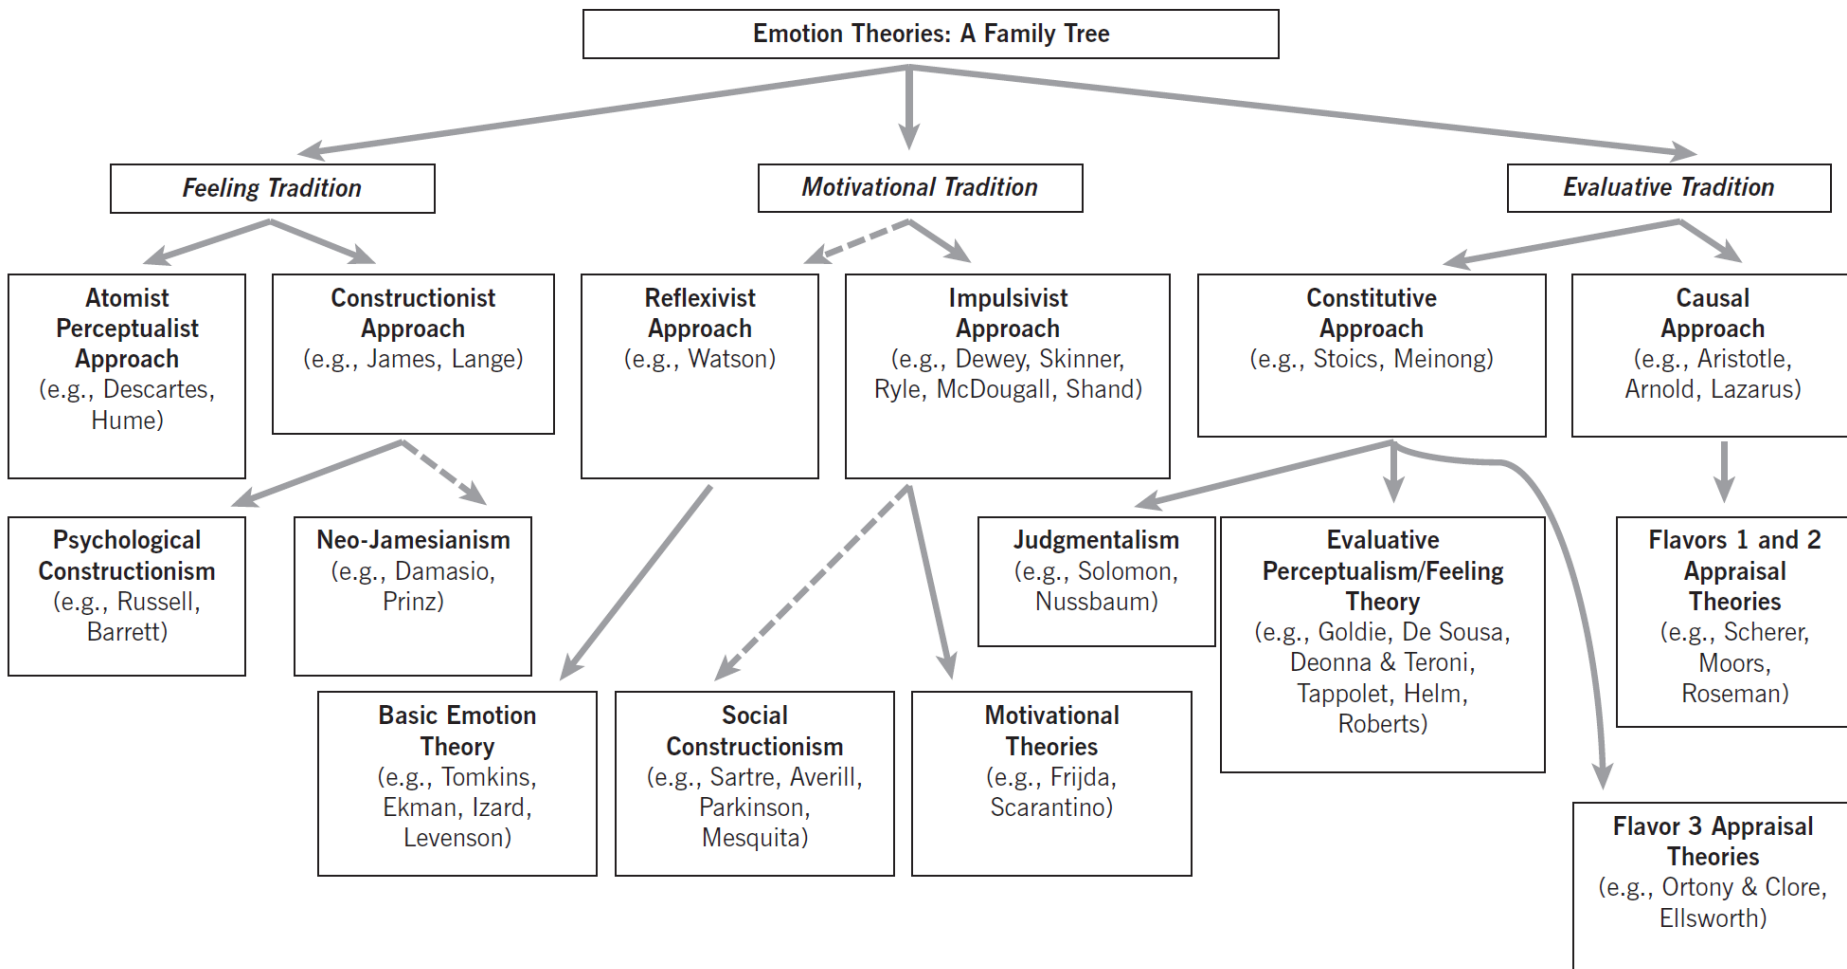 Emotion Theories: A Family Tree
Feeling Tradition
Motivational Tradition
Evaluative Tradition
Atomist
Perceptualist
Approach
(e.g., Descartes,
Hume)
Constructionist
Approach
(e.g., James, Lange)
Reflexivist
Approach
(e.g., Watson)
Impulsivist
Approach
(e.g., Dewey, Skinner,
Ryle, McDougall, Shand)
Constitutive
Approach
(e.g., Stoics, Meinong)
Causal
Approach
(e.g., Aristotle,
Arnold, Lazarus)
Psychological
Constructionism
(e.g., Russell,
Barrett)
Neo-Jamesianism
(e.g., Damasio,
Prinz)
Judgmentalism
(e.g., Solomon,
Nussbaum)
Evaluative
Perceptualism/Feeling
Theory
(e.g., Goldie, De Sousa,
Deonna & Teroni,
Tappolet, Helm,
Roberts)
Flavors 1 and 2
Appraisal
Theories
(e.g., Scherer,
Moors,
Roseman)
Basic Emotion
Theory
(e.g., Tomkins,
Ekman, Izard,
Levenson)
Social
Constructionism
(e.g., Sartre, Averill,
Parkinson,
Mesquita)
Motivational
Theories
(e.g., Frijda,
Scarantino)
Flavor 3 Appraisal
Theories
(e.g., Ortony & Clore,
Ellsworth)